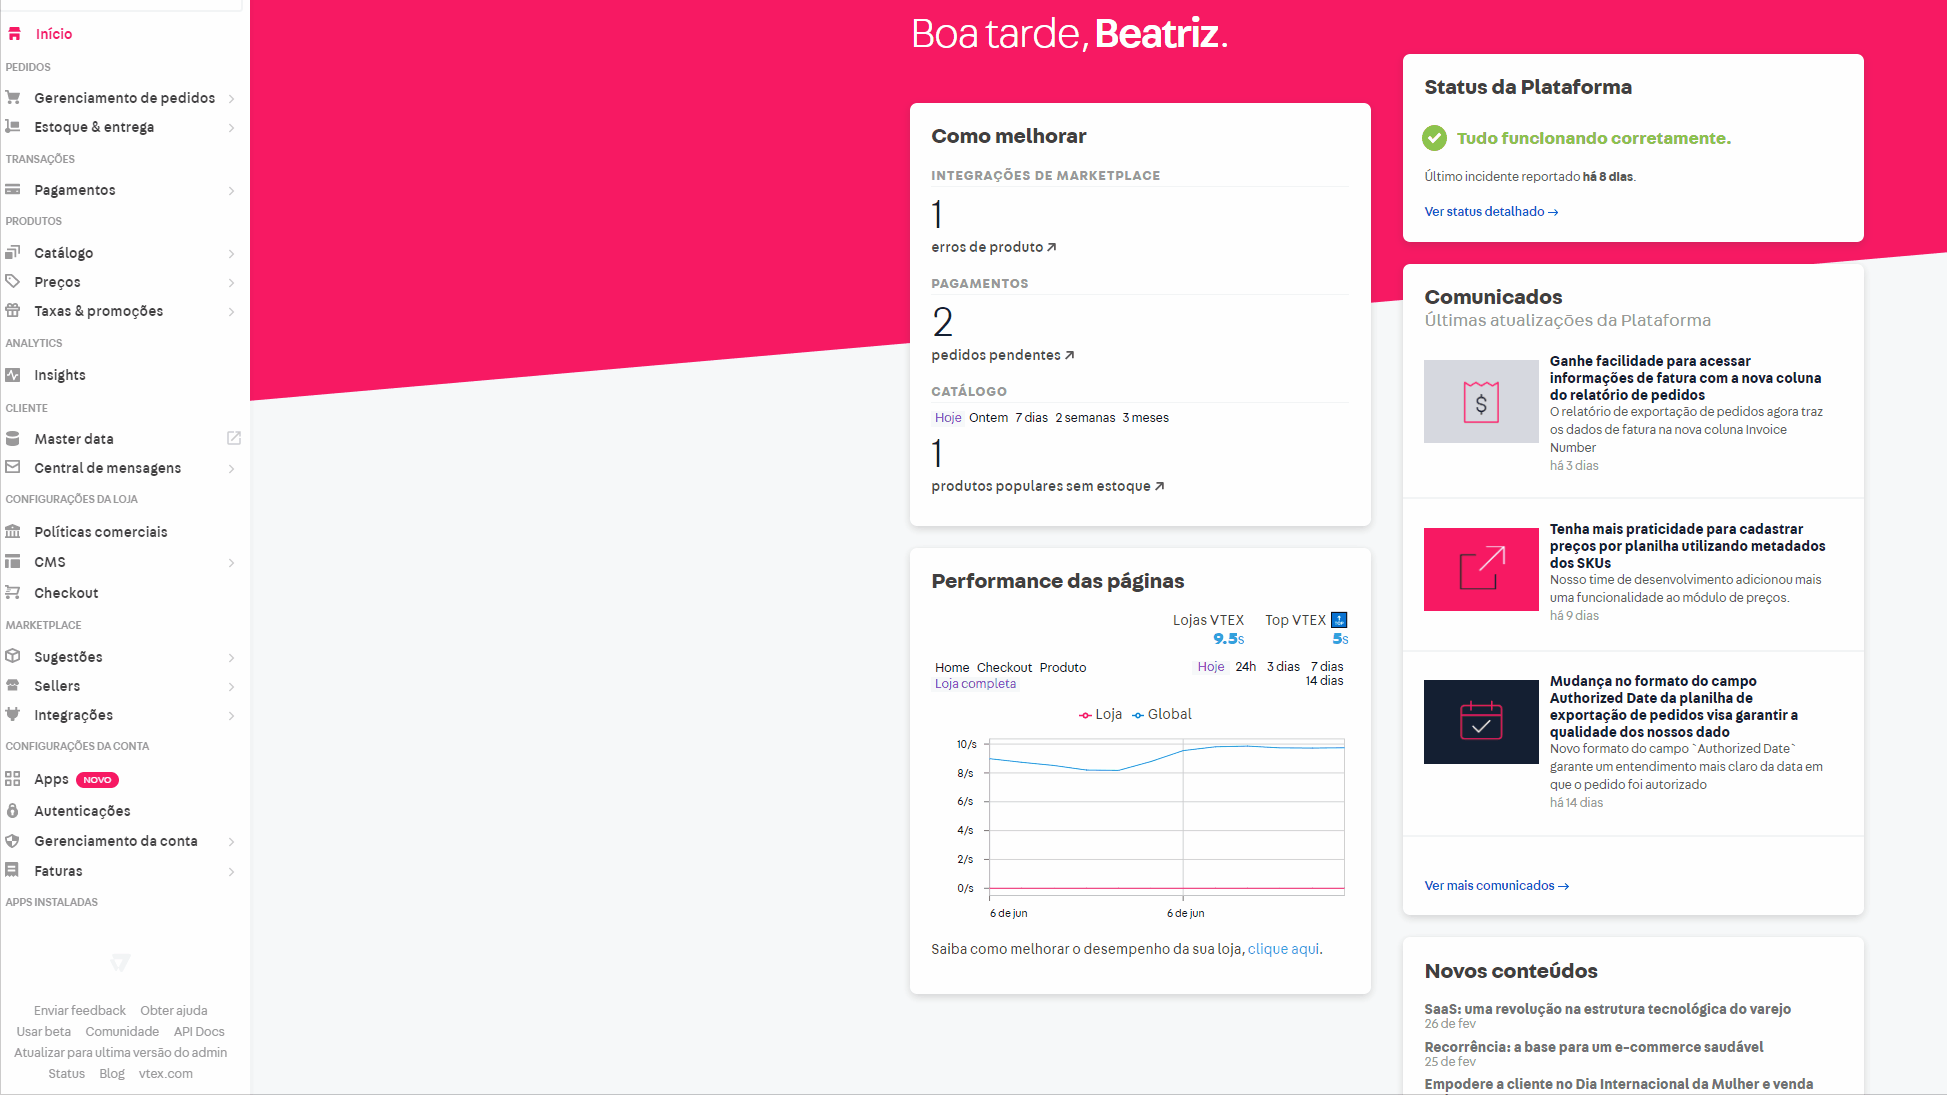 Início
PEDIDOS
Gerenciamento de pedidos
Estoque & entrega
TRANSAÇÕES
Pagamentos
PRODUTOS
Catálogo
Preços
Taxas & promoções
ANALYTICS
Insights
CLIENTE
Master data
Central de mensagens
CONFIGURAÇÕES DA LOJA
Políticas comerciais
CMS
Checkout
MARKETPLACE
Sugestões
Sellers
Integrações
CONFIGURAÇÕES DA CONTA
Apps NOVO
Autenticações
Gerenciamento da conta
Faturas
APPS INSTALADAS
Enviar feedback Obter ajuda
Usar beta Comunidade API Docs
Atualizar para ultima versão do admin
Status Blog vtex.com
Boa tarde, Beatriz.
Como melhorar
INTEGRAÇÕES DE MARKETPLACE
1
erros de produto
PAGAMENTOS
2
pedidos pendentes
CATÁLOGO
Hoje Ontem 7 dias 2 semanas 3 meses
1
produtos populares sem estoque
Performance das páginas
Lojas VTEX Top VTEX TOP
9.5s 5s
Home Checkout Produto Hoje 24h 3 dias 7 dias
Loja completa 14 dias
Loja Global
10/s
8/s
6/s
4/s
2/s
0/s
6 de jun 6 de jun
Saiba como melhorar o desempenho da sua loja, clique aqui.
Status da Plataforma
Tudo funcionando corretamente.
Último incidente reportado há 8 dias.
Ver status detalhado →
Comunicados
Últimas atualizações da Plataforma
$
Ganhe facilidade para acessar
informações de fatura com a nova coluna
do relatório de pedidos
O relatório de exportação de pedidos agora traz
os dados de fatura na nova coluna Invoice
Number
há 3 dias
Tenha mais praticidade para cadastrar
preços por planilha utilizando metadados
dos SKUs
Nosso time de desenvolvimento adicionou mais
uma funcionalidade ao módulo de preços.
há 9 dias
Mudança no formato do campo
Authorized Date da planilha de
exportação de pedidos visa garantir a
qualidade dos nossos dado
Novo formato do campo `Authorized Date`
garante um entendimento mais claro da data em
que o pedido foi autorizado
há 14 dias
Ver mais comunicados →
Novos conteúdos
SaaS: uma revolução na estrutura tecnológica do varejo
26 de fev
Recorrência: a base para um e-commerce saudável
25 de fev
Empodere a cliente no Dia Internacional da Mulher e venda